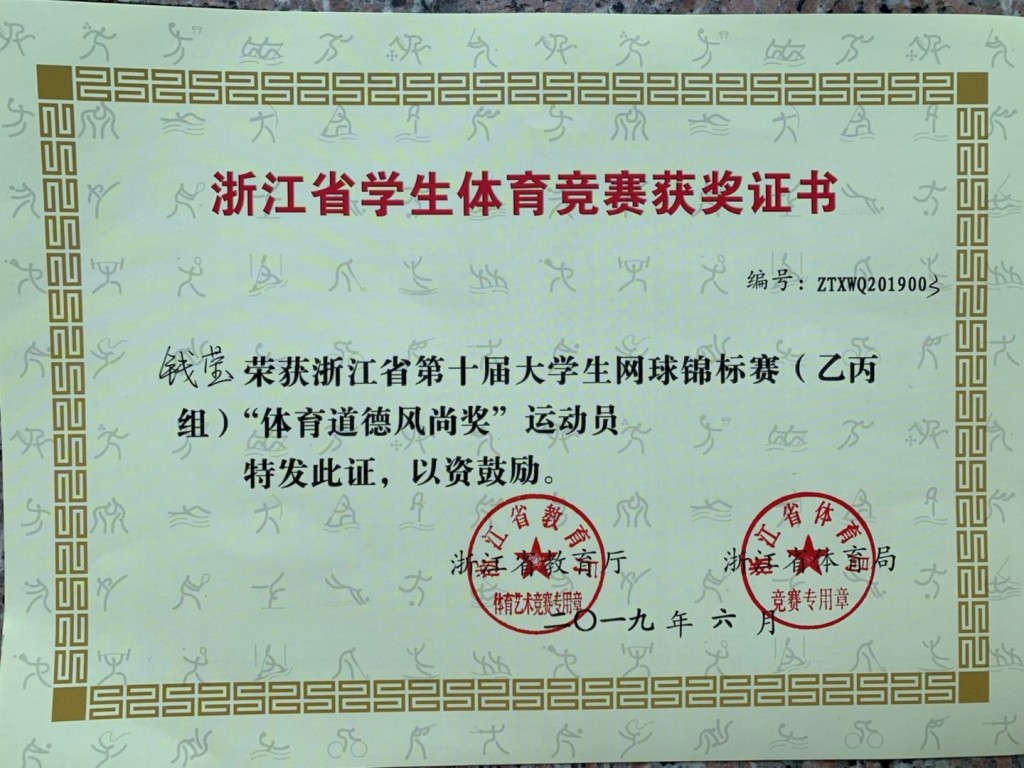 浙江省学生体育竞赛获奖证书
编号：ZTXWQ2019003
钱莹荣获浙江省第十届大学生网球锦标赛（乙丙
组）“体育道德风尚奖”运动员
特发此证，以资鼓励。
浙江省教育厅
浙江省体育局
浙江省教育厅
体育艺术竞赛专用章
浙江省体育局
竞赛专用章
二〇一九年六月